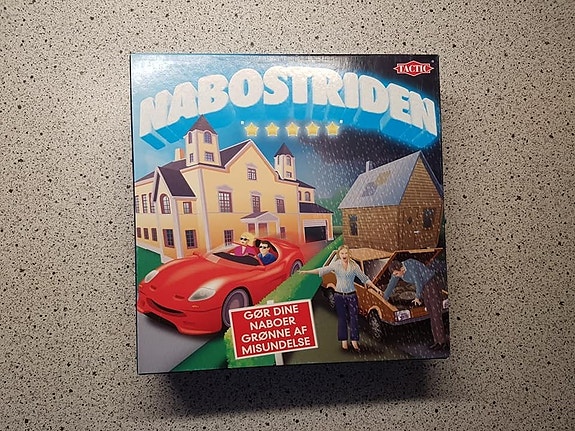 TACTIC
NABOSTRIDEN
GØR DINE
NABOER
GRØNNE AF
MISUNDELSE